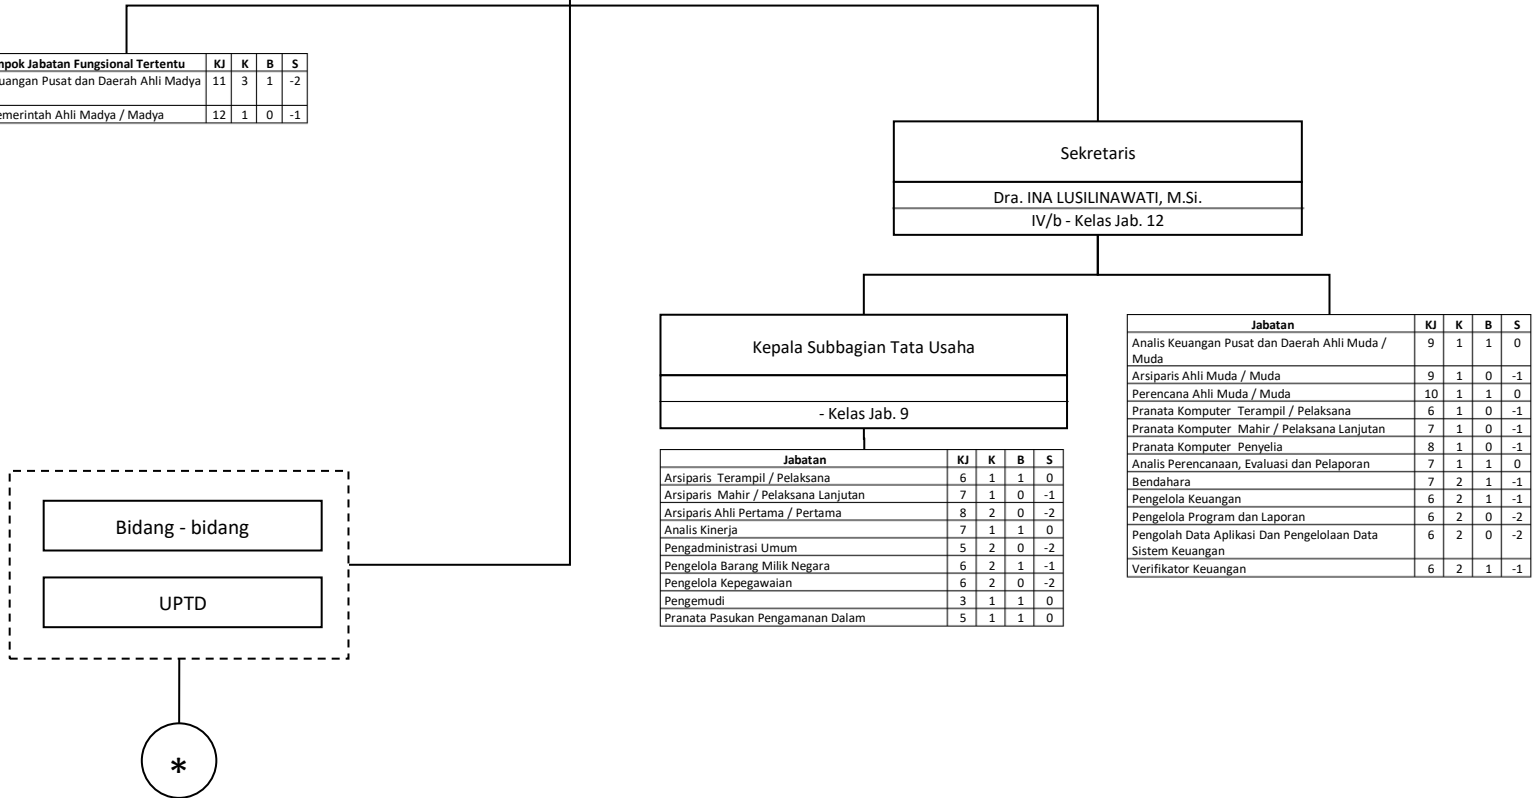 Jabatan Fungsional Tertentu KJ K B S
Pusat dan Daerah Ahli Madya 11 3 1 -2
Ahli Madya / Madya 12 1 0 -1
Sekretaris
Dra. INA LUSILINAWATI, M.Si.
IV/b - Kelas Jab. 12
Kepala Subbagian Tata Usaha
- Kelas Jab. 9
Jabatan KJ K B S
Arsiparis Terampil / Pelaksana 6 1 1 0
Arsiparis Mahir / Pelaksana Lanjutan 7 1 0 -1
Arsiparis Ahli Pertama / Pertama 8 2 0 -2
Analis Kinerja 7 1 1 0
Pengadministrasi Umum 5 2 0 -2
Pengelola Barang Milik Negara 6 2 1 -1
Pengelola Kepegawaian 6 2 0 -2
Pengemudi 3 1 1 0
Pranata Pasukan Pengamanan Dalam 5 1 1 0
Jabatan KJ K B S
Analis Keuangan Pusat dan Daerah Ahli Muda / 9 1 1 0
Muda
Arsiparis Ahli Muda / Muda 9 1 0 -1
Perencana Ahli Muda / Muda 10 1 1 0
Pranata Komputer Terampil / Pelaksana 6 1 0 -1
Pranata Komputer Mahir / Pelaksana Lanjutan 7 1 0 -1
Pranata Komputer Penyelia 8 1 0 -1
Analis Perencanaan, Evaluasi dan Pelaporan 7 1 1 0
Bendahara 7 2 1 -1
Pengelola Keuangan 6 2 1 -1
Pengelola Program dan Laporan 6 2 0 -2
Pengolah Data Aplikasi Dan Pengelolaan Data 6 2 0 -2
Sistem Keuangan
Verifikator Keuangan 6 2 1 -1
Bidang - bidang
UPTD
*